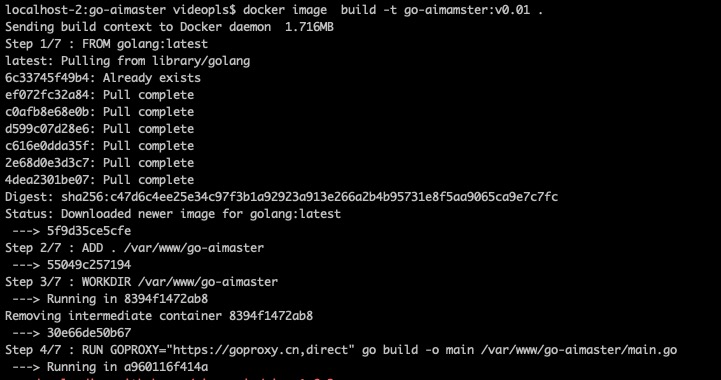 localhost-2:go-aimaster videopls$ docker image  build -t go-aimamster:v0.01 .
Sending build context to Docker daemon  1.716MB
Step 1/7 : FROM golang:latest
latest: Pulling from library/golang
6c33745f49b4: Already exists
ef072fc32a84: Pull complete
c0afb8e68e0b: Pull complete
d599c07d28e6: Pull complete
c616e0dda35f: Pull complete
2e68d0e3d3c7: Pull complete
4dea2301be07: Pull complete
Digest: sha256:c47d6c4ee25e34c97f3b1a92923a913e266a2b4b95731e8f5aa9065ca9e7c7fc
Status: Downloaded newer image for golang:latest
 ---> 5f9d35ce5cfe
Step 2/7 : ADD . /var/www/go-aimaster
 ---> 55049c257194
Step 3/7 : WORKDIR /var/www/go-aimaster
 ---> Running in 8394f1472ab8
Removing intermediate container 8394f1472ab8
 ---> 30e66de50b67
Step 4/7 : RUN GOPROXY="https://goproxy.cn,direct" go build -o main /var/www/go-aimaster/main.go
 ---> Running in a960116f414a